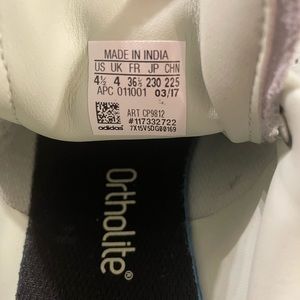 MADE IN INDIA
US UK FR JP CHN
4½ 4 36⅔ 230 225
APC 011001 03/17
ART CP9812
#117332722
adidas 7X15V5DG00169
Ortholite®